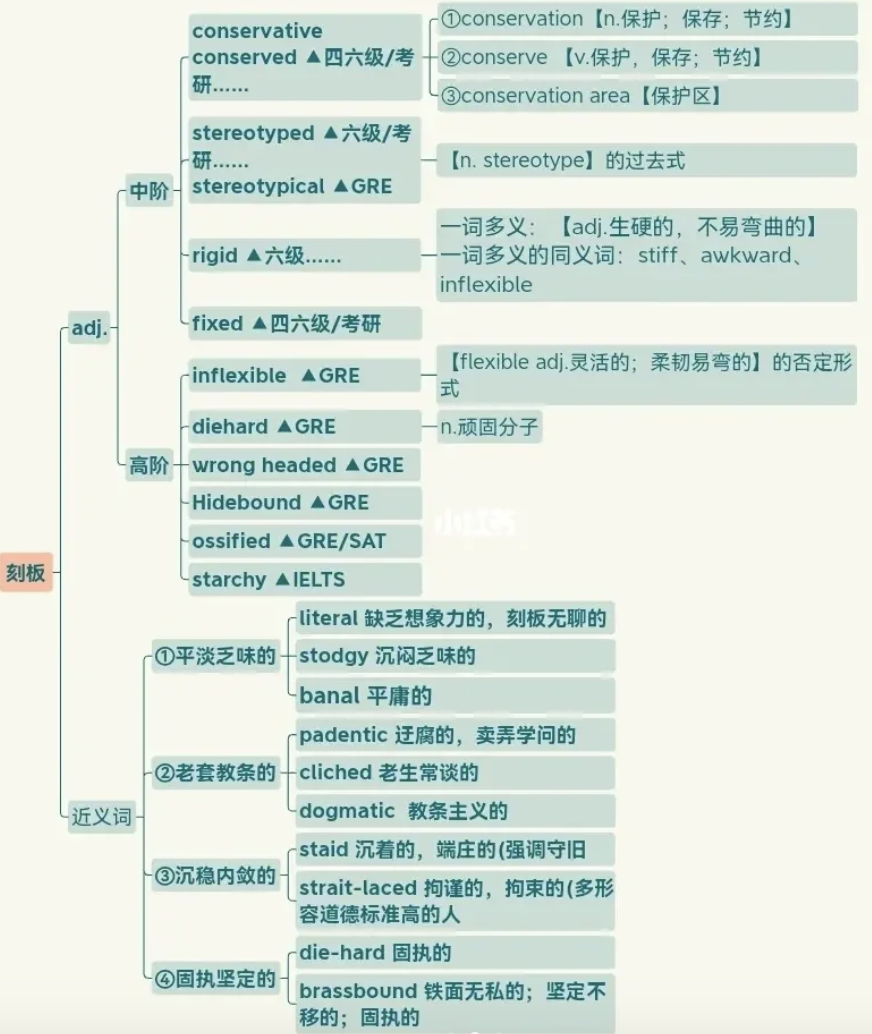 刻板
adj.
中阶
conservative
conserved ▲四六级/考
研……
①conservation【n.保护；保存；节约】
②conserve 【v.保护，保存；节约】
③conservation area【保护区】
stereotyped ▲六级/考
研……
stereotypical ▲GRE
【n. stereotype】的过去式
rigid ▲六级……
一词多义：【adj.生硬的，不易弯曲的】
一词多义的同义词：stiff、awkward、
inflexible
fixed ▲四六级/考研
高阶
inflexible ▲GRE
【flexible adj.灵活的；柔韧易弯的】的否定形
式
diehard ▲GRE
n.顽固分子
wrong headed ▲GRE
Hidebound ▲GRE
ossified ▲GRE/SAT
starchy ▲IELTS
近义词
①平淡乏味的
literal 缺乏想象力的，刻板无聊的
stodgy 沉闷乏味的
banal 平庸的
②老套教条的
padentic 迂腐的，卖弄学问的
cliched 老生常谈的
dogmatic 教条主义的
③沉稳内敛的
staid 沉着的，端庄的(强调守旧
strait-laced 拘谨的，拘束的(多形
容道德标准高的人
④固执坚定的
die-hard 固执的
brassbound 铁面无私的；坚定不
移的；固执的
小红书